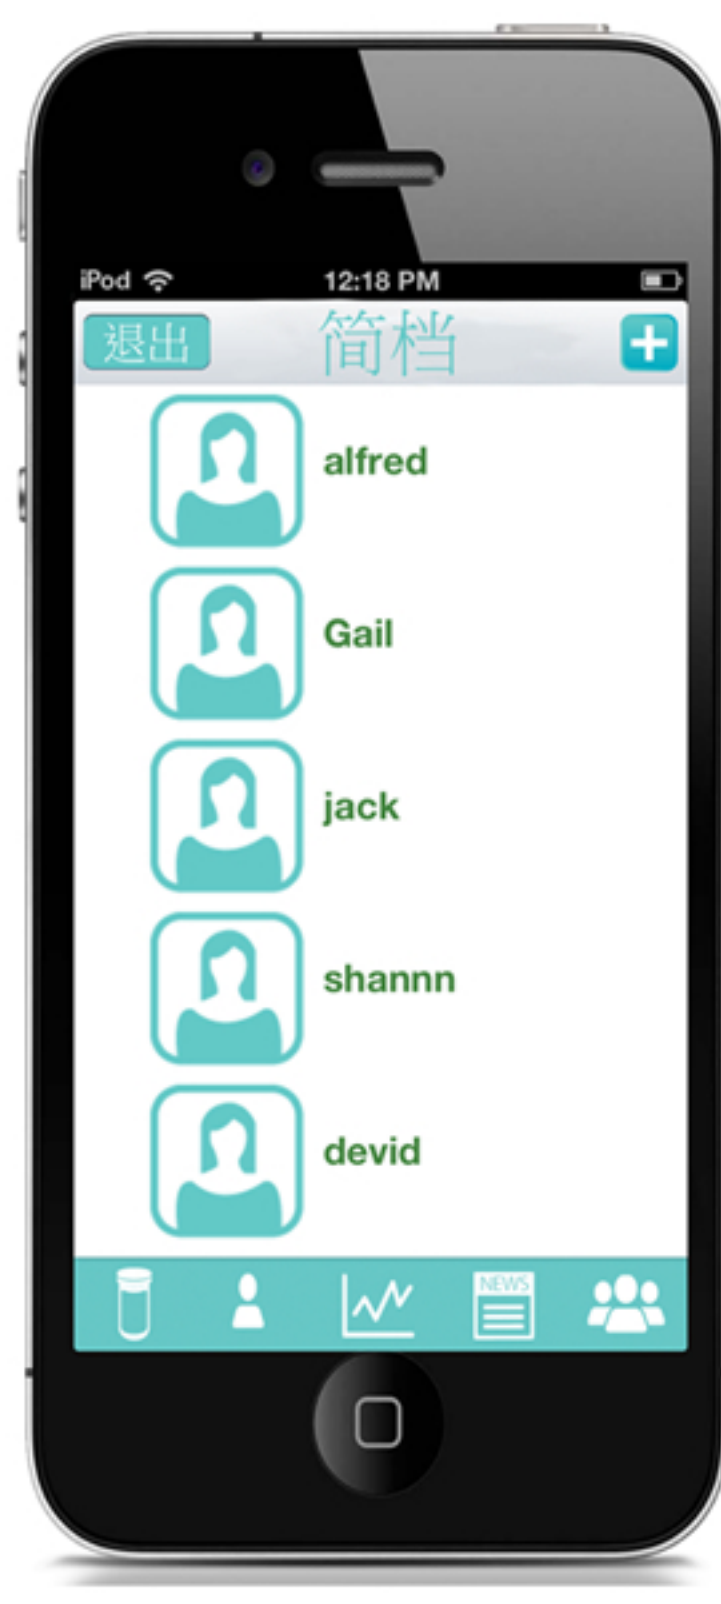 iPod 12:18 PM
退出 简档
alfred
Gail
jack
shannn
devid
NEWS